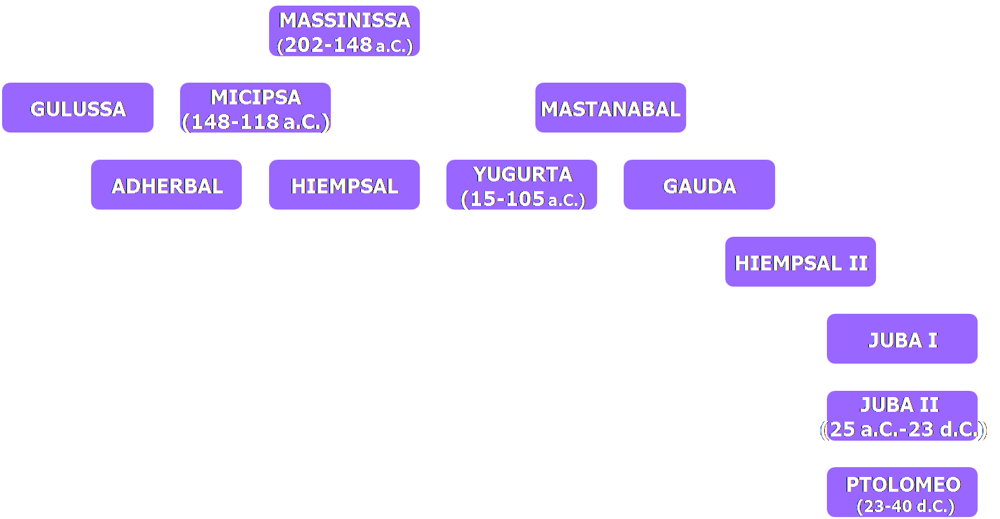 MASSINISSA
(202-148 a.C.)
GULUSSA
MICIPSA
(148-118 a.C.)
MASTANABAL
ADHERBAL
HIEMPSAL
YUGURTA
(15-105 a.C.)
GAUDA
HIEMPSAL II
JUBA I
JUBA II
(25 a.C.-23 d.C.)
PTOLOMEO
(23-40 d.C.)